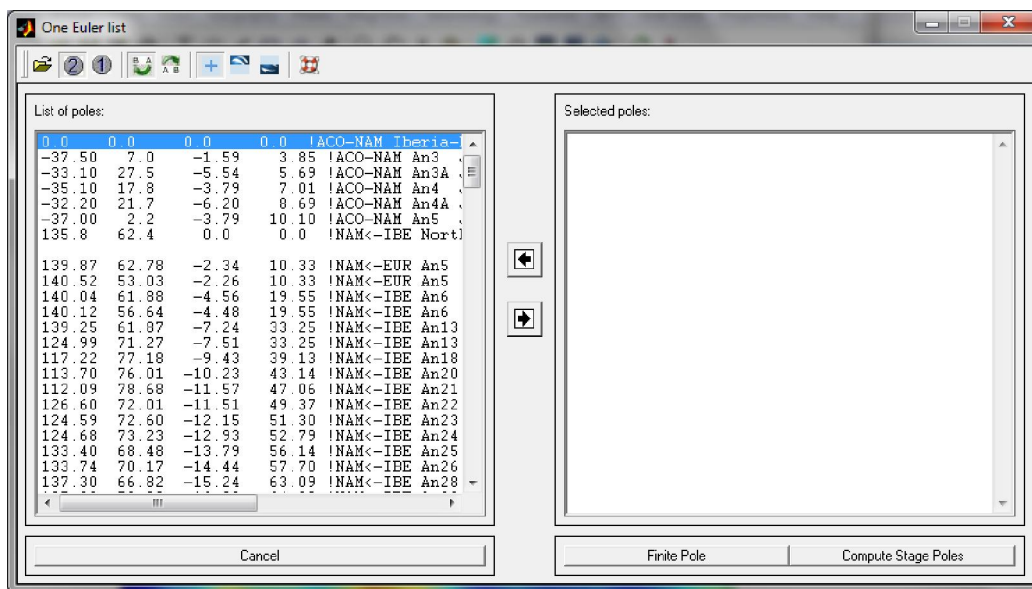 One Euler list
2 1 B A A B
List of poles:
0.0 0.0 0.0 0.0 !ACO-NAM Iberia-
-37.50 7.0 -1.59 3.85 !ACO-NAM An3
-33.10 27.5 -5.54 5.69 !ACO-NAM An3A
-35.10 17.8 -3.79 7.01 !ACO-NAM An4
-32.20 21.7 -6.20 8.69 !ACO-NAM An4A
-37.00 2.2 -3.79 10.10 !ACO-NAM An5
135.8 62.4 0.0 0.0 !NAM<-IBE Nort
139.87 62.78 -2.34 10.33 !NAM<-EUR An5
140.52 53.03 -2.26 10.33 !NAM<-EUR An5
140.04 61.88 -4.56 19.55 !NAM<-IBE An6
140.12 56.64 -4.48 19.55 !NAM<-IBE An6
139.25 61.87 -7.24 33.25 !NAM<-IBE An13
124.99 71.27 -7.51 33.25 !NAM<-IBE An13
117.22 77.18 -9.43 39.13 !NAM<-IBE An18
113.70 76.01 -10.23 43.14 !NAM<-IBE An20
112.09 78.68 -11.57 47.06 !NAM<-IBE An21
126.60 72.01 -11.51 49.37 !NAM<-IBE An22
124.59 72.60 -12.15 51.30 !NAM<-IBE An23
124.68 73.23 -12.93 52.79 !NAM<-IBE An24
133.40 68.48 -13.79 56.14 !NAM<-IBE An25
133.74 70.17 -14.44 57.70 !NAM<-IBE An26
137.30 66.82 -15.24 63.09 !NAM<-IBE An28
Cancel
Selected poles:
Finite Pole
Compute Stage Poles